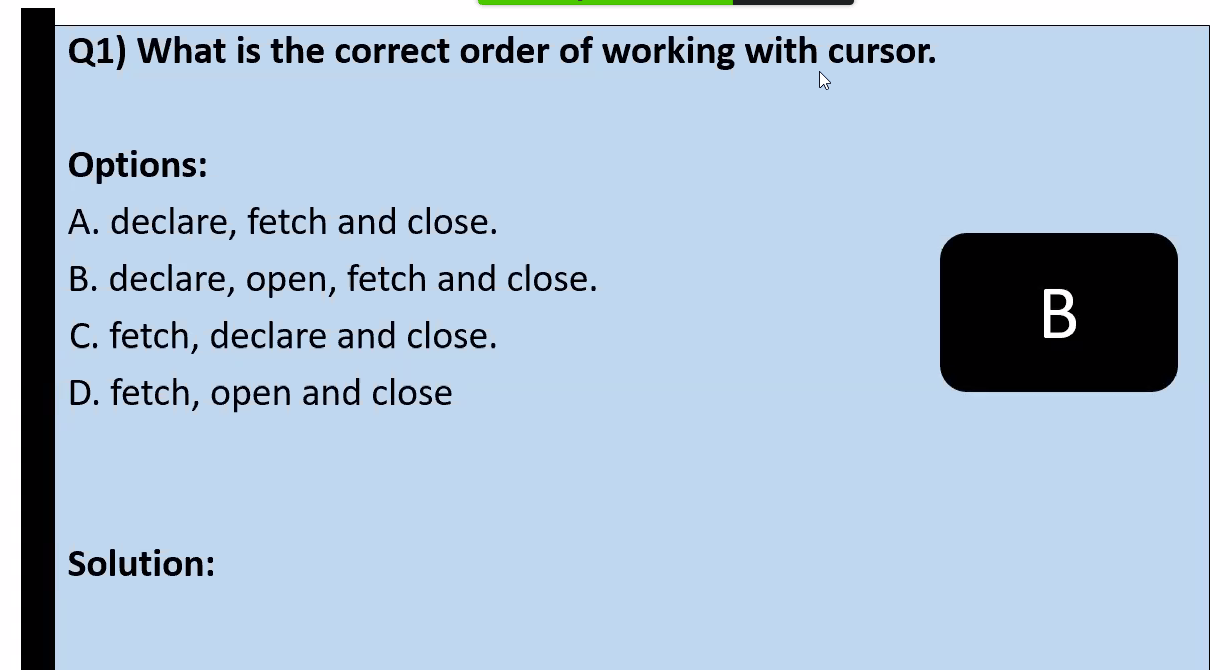 Q1) What is the correct order of working with cursor.
Options:
A. declare, fetch and close.
B. declare, open, fetch and close.
C. fetch, declare and close.
D. fetch, open and close
B
Solution: